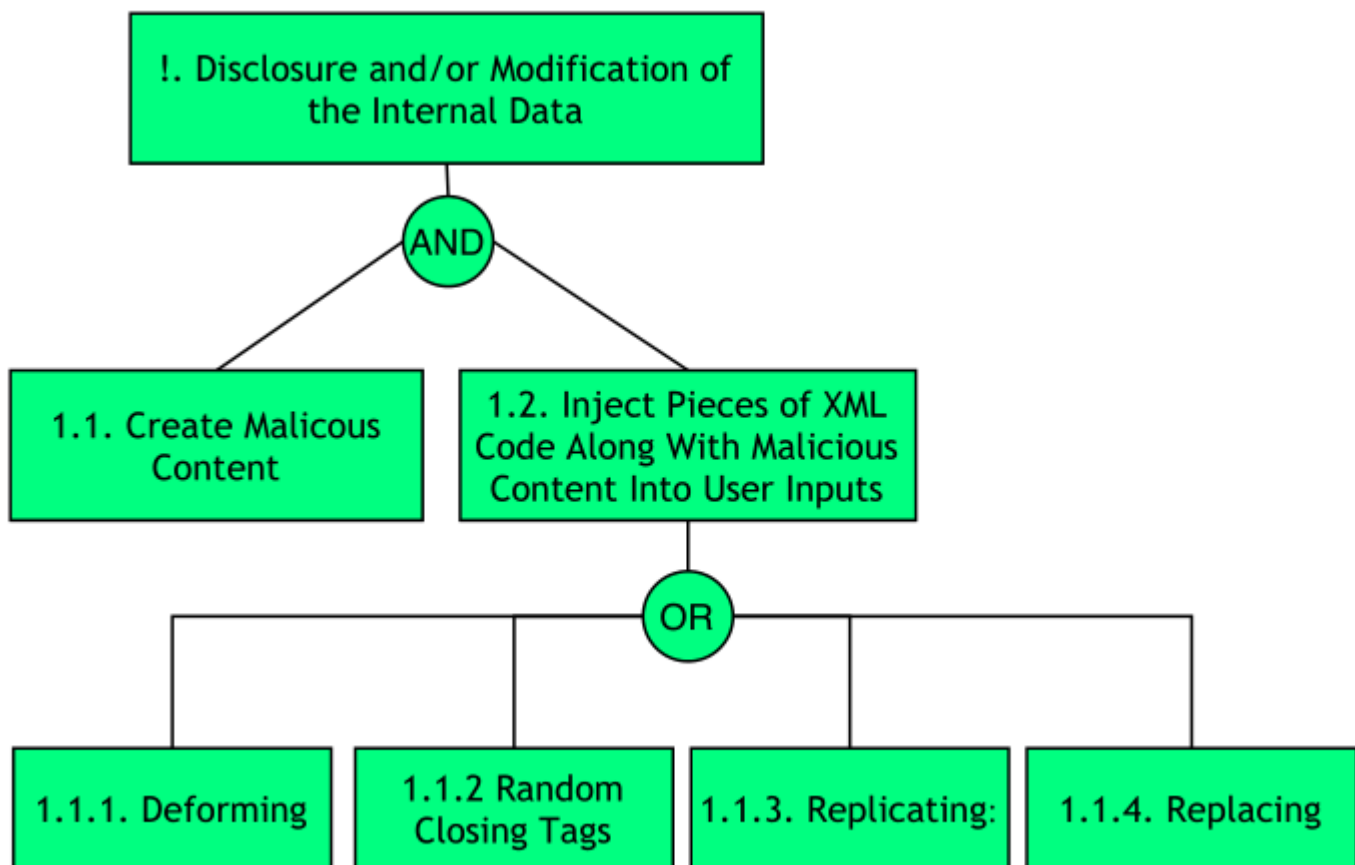 !. Disclosure and/or Modification of
the Internal Data
AND
1.1. Create Malicous
Content
1.2. Inject Pieces of XML
Code Along With Malicious
Content Into User Inputs
OR
1.1.1. Deforming
1.1.2 Random
Closing Tags
1.1.3. Replicating:
1.1.4. Replacing